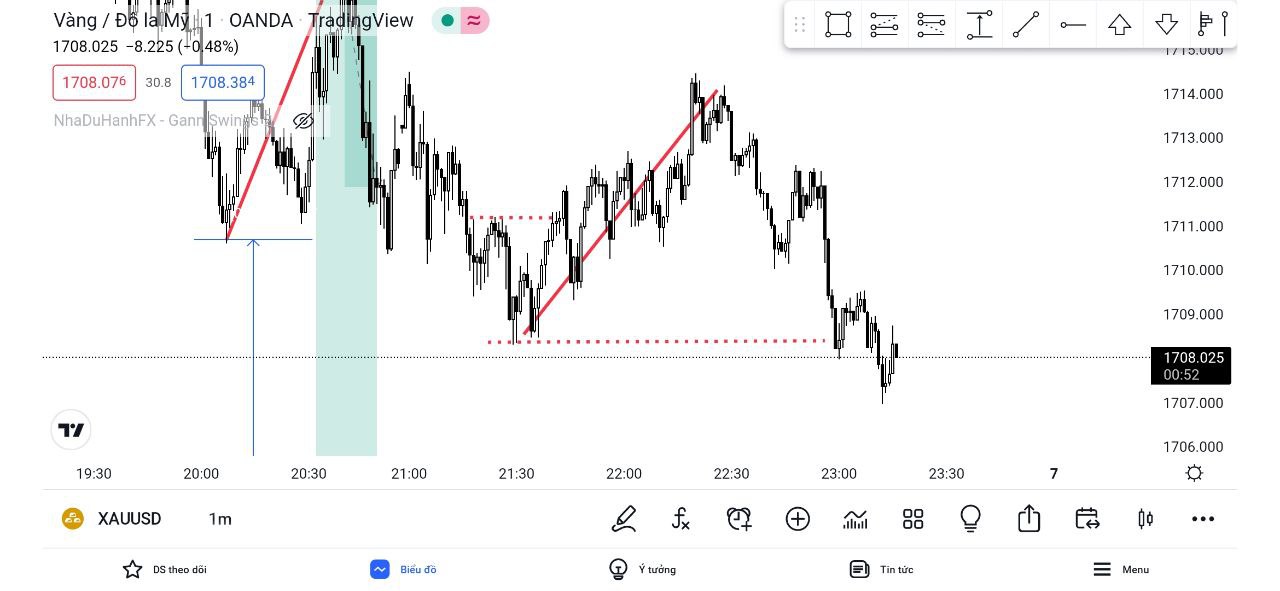 Vàng / Đô la Mỹ · 1 · OANDA · TradingView
1708.025 −8.225 (−0.48%)
1708.076 30.8 1708.384
NhaDuHanhFX - Gann Swings
1715.000
1714.000
1713.000
1712.000
1711.000
1710.000
1709.000
1708.025
00:52
1707.000
1706.000
19:30 20:00 20:30 21:00 21:30 22:00 22:30 23:00 23:30 7
XAUUSD 1m
DS theo dõi Biểu đồ Ý tưởng Tin tức Menu